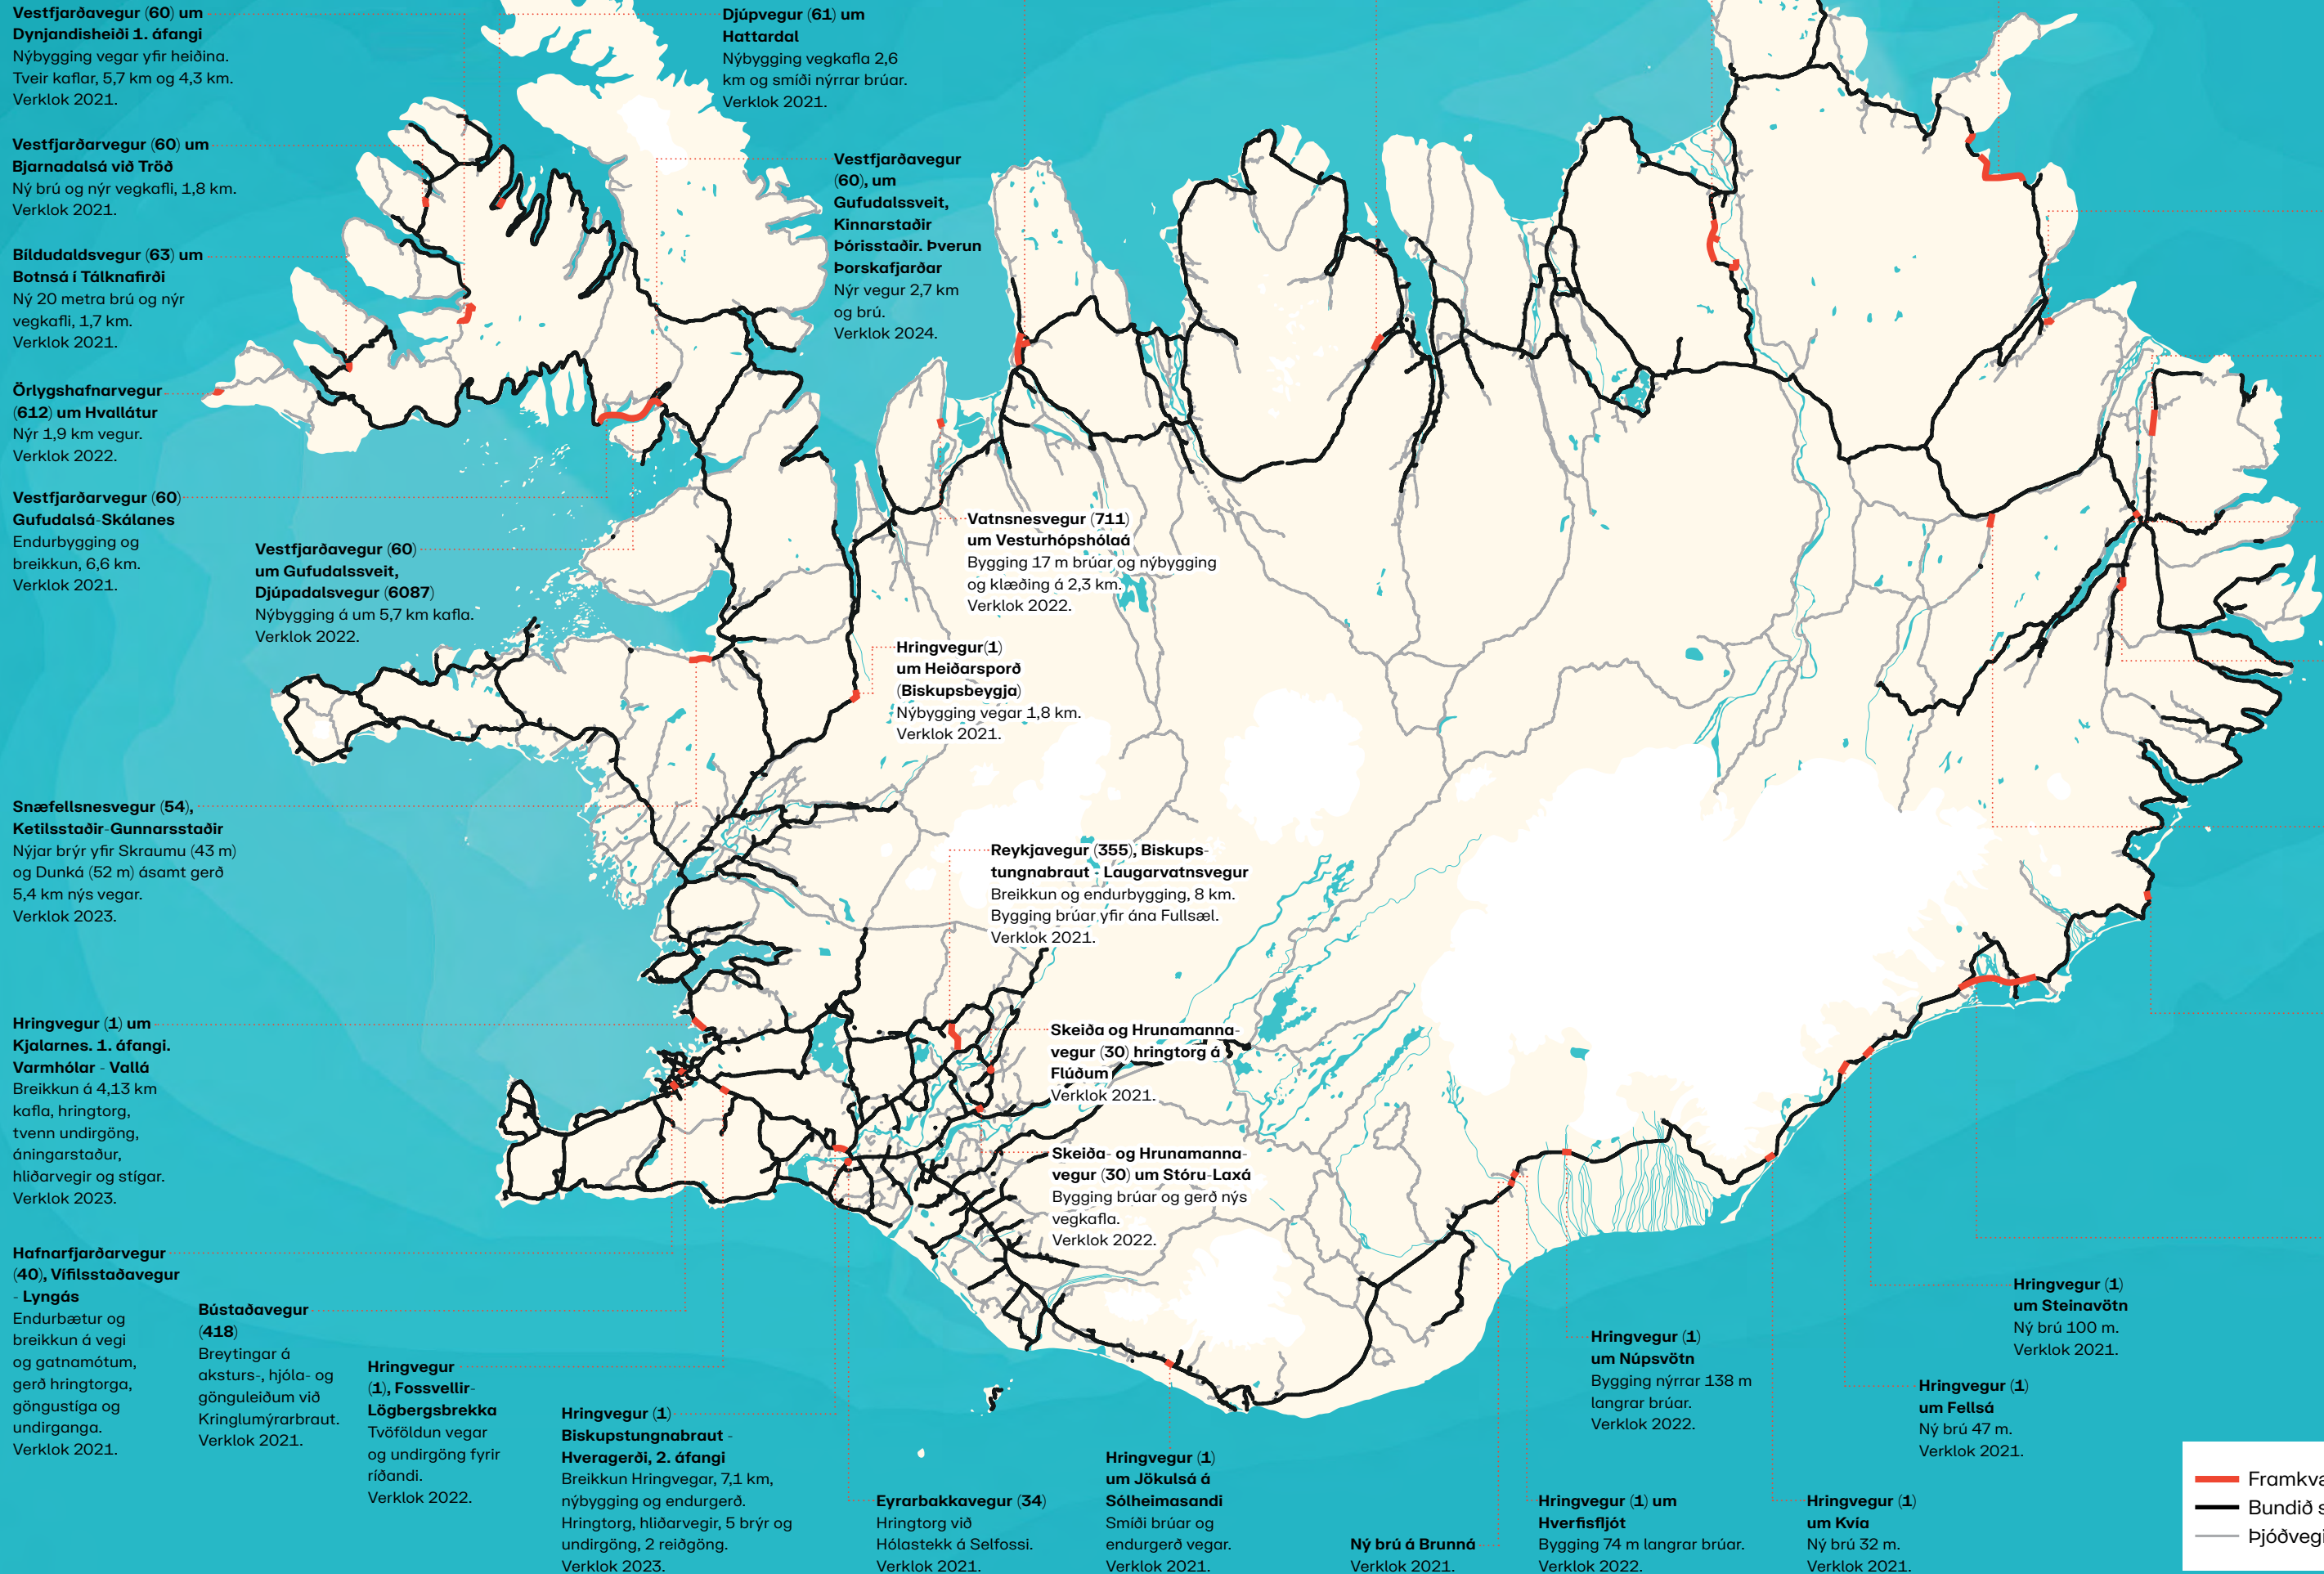 Vestfjarðavegur (60) um
Dynjandisheiði 1. áfangi
Nýbygging vegar yfir heiðina.
Tveir kaflar, 5,7 km og 4,3 km.
Verklok 2021.
Djúpvegur (61) um
Hattardal
Nýbygging vegkafla 2,6
km og smíði nýrrar brúar.
Verklok 2021.
Vestfjarðarvegur (60) um
Bjarnadalsá við Tröð
Ný brú og nýr vegkafli, 1,8 km.
Verklok 2021.
Vestfjarðavegur
(60), um
Gufudalssveit,
Kinnarstaðir
Þórisstaðir. Þverun
Þorskafjarðar
Nýr vegur 2,7 km
og brú.
Verklok 2024.
Bíldudaldsvegur (63) um
Botnsá í Tálknafirði
Ný 20 metra brú og nýr
vegkafli, 1,7 km.
Verklok 2021.
Örlygshafnarvegur
(612) um Hvallátur
Nýr 1,9 km vegur.
Verklok 2022.
Vestfjarðarvegur (60)
Gufudalsá-Skálanes
Endurbygging og
breikkun, 6,6 km.
Verklok 2021.
Vestfjarðavegur (60)
um Gufudalssveit,
Djúpadalsvegur (6087)
Nýbygging á um 5,7 km kafla.
Verklok 2022.
Vatnsnesvegur (711)
um Vesturhópshólaá
Bygging 17 m brúar og nýbygging
og klæðing á 2,3 km.
Verklok 2022.
Hringvegur(1)
um Heiðarsporð
(Biskupsbeygja)
Nýbygging vegar 1,8 km.
Verklok 2021.
Snæfellsnesvegur (54),
Ketilsstaðir-Gunnarsstaðir
Nýjar brýr yfir Skraumu (43 m)
og Dunká (52 m) ásamt gerð
5,4 km nýs vegar.
Verklok 2023.
Reykjavegur (355), Biskups-
tungnabraut - Laugarvatnsvegur
Breikkun og endurbygging, 8 km.
Bygging brúar yfir ána Fullsæl.
Verklok 2021.
Hringvegur (1) um
Kjalarnes. 1. áfangi.
Varmhólar - Vallá
Breikkun á 4,13 km
kafla, hringtorg,
tvenn undirgöng,
áningarstaður,
hliðarvegir og stígar.
Verklok 2023.
Skeiða og Hrunamanna-
vegur (30) hringtorg á
Flúðum
Verklok 2021.
Skeiða- og Hrunamanna-
vegur (30) um Stóru-Laxá
Bygging brúar og gerð nýs
vegkafla.
Verklok 2022.
Hafnarfjarðarvegur
(40), Vífilsstaðavegur
- Lyngás
Endurbætur og
breikkun á vegi
og gatnamótum,
gerð hringtorga,
göngustíga og
undirganga.
Verklok 2021.
Bústaðavegur
(418)
Breytingar á
aksturs-, hjóla- og
gönguleiðum við
Kringlumýrarbraut.
Verklok 2021.
Hringvegur
(1), Fossvellir-
Lögbergsbrekka
Tvöföldun vegar
og undirgöng fyrir
ríðandi.
Verklok 2022.
Hringvegur (1)
Biskupstungnabraut -
Hveragerði, 2. áfangi
Breikkun Hringvegar, 7,1 km,
nýbygging og endurgerð.
Hringtorg, hliðarvegir, 5 brýr og
undirgöng, 2 reiðgöng.
Verklok 2023.
Eyrarbakkavegur (34)
Hringtorg við
Hólastekk á Selfossi.
Verklok 2021.
Hringvegur (1)
um Jökulsá á
Sólheimasandi
Smíði brúar og
endurgerð vegar.
Verklok 2021.
Ný brú á Brunná
Verklok 2021.
Hringvegur (1) um
Hverfisfljót
Bygging 74 m langrar brúar.
Verklok 2022.
Hringvegur (1)
um Núpsvötn
Bygging nýrrar 138 m
langrar brúar.
Verklok 2022.
Hringvegur (1)
um Kvía
Ný brú 32 m.
Verklok 2021.
Hringvegur (1)
um Fellsá
Ný brú 47 m.
Verklok 2021.
Hringvegur (1)
um Steinavötn
Ný brú 100 m.
Verklok 2021.
Bundið